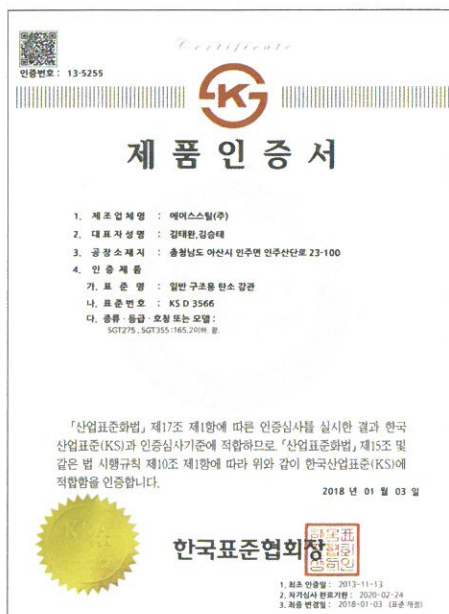 Certificate
인증번호 : 13-5255
KS
제품인증서
1. 제조업체명 : 에이스스틸(주)
2. 대표자성명 : 김태환,김승태
3. 공장소재지 : 충청남도 아산시 인주면 인주산단로 23-100
4. 인증제품
가. 표준명 : 일반 구조용 탄소 강관
나. 표준번호 : KS D 3566
다. 종류·등급·호칭 또는 모델 :
SGT275, SGT355:165.2이하. 끝.
「산업표준화법」 제17조 제1항에 따른 인증심사를 실시한 결과 한국
산업표준(KS)과 인증심사기준에 적합하므로, 「산업표준화법」 제15조 및
같은 법 시행규칙 제10조 제1항에 따라 위와 같이 한국산업표준(KS)에
적합함을 인증합니다.
2018 년 01 월 03 일
한국표준협회장
1. 최초 인증일 : 2013-11-13
2. 자기심사 완료기한 : 2020-02-24
3. 최종 변경일 : 2018-01-03 (표준 개정)